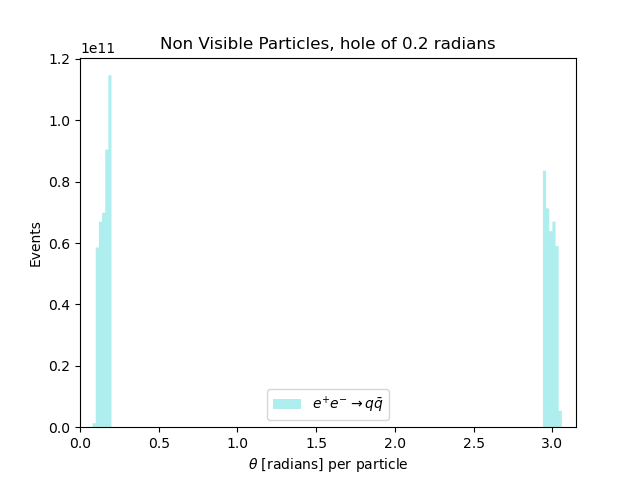 Non Visible Particles, hole of 0.2 radians
1e11
1.2
1.0
0.8
0.6
0.4
0.2
0.0
Events
e⁺e⁻ → qq̄
0.0 0.5 1.0 1.5 2.0 2.5 3.0
θ [radians] per particle